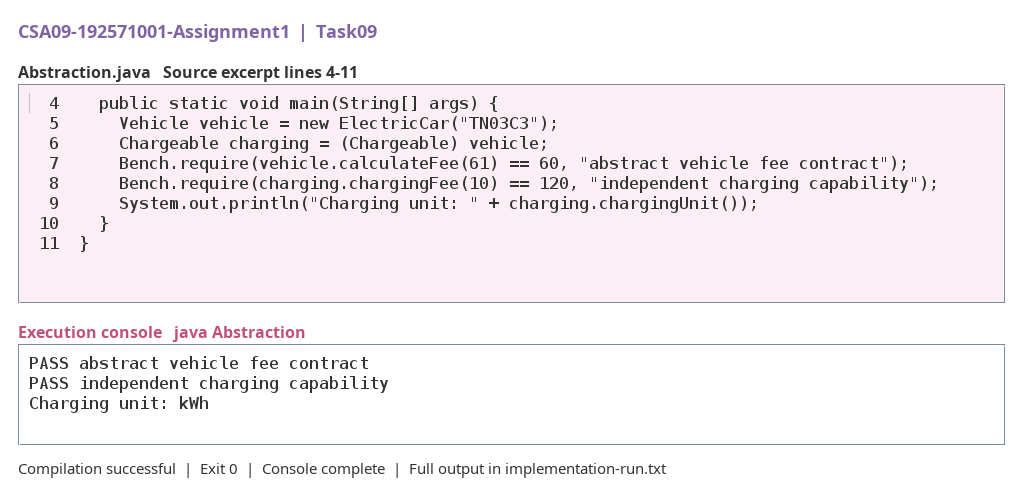 CSA09-192571001-Assignment1 | Task09
Abstraction.java Source excerpt lines 4-11
4 public static void main(String[] args) {
5 Vehicle vehicle = new ElectricCar("TN03C3");
6 Chargeable charging = (Chargeable) vehicle;
7 Bench.require(vehicle.calculateFee(61) == 60, "abstract vehicle fee contract");
8 Bench.require(charging.chargingFee(10) == 120, "independent charging capability");
9 System.out.println("Charging unit: " + charging.chargingUnit());
10 }
11 }
Execution console java Abstraction
PASS abstract vehicle fee contract
PASS independent charging capability
Charging unit: kWh
Compilation successful | Exit 0 | Console complete | Full output in implementation-run.txt